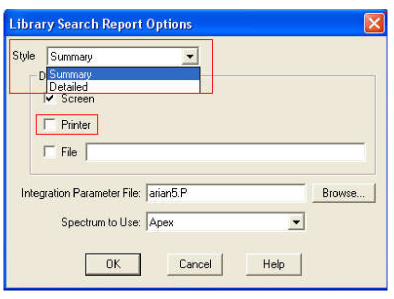 Library Search Report Options
Style Summary
Summary
D
Detailed
Screen
Printer
File
Integration Parameter File: arian5.P Browse...
Spectrum to Use: Apex
OK Cancel Help